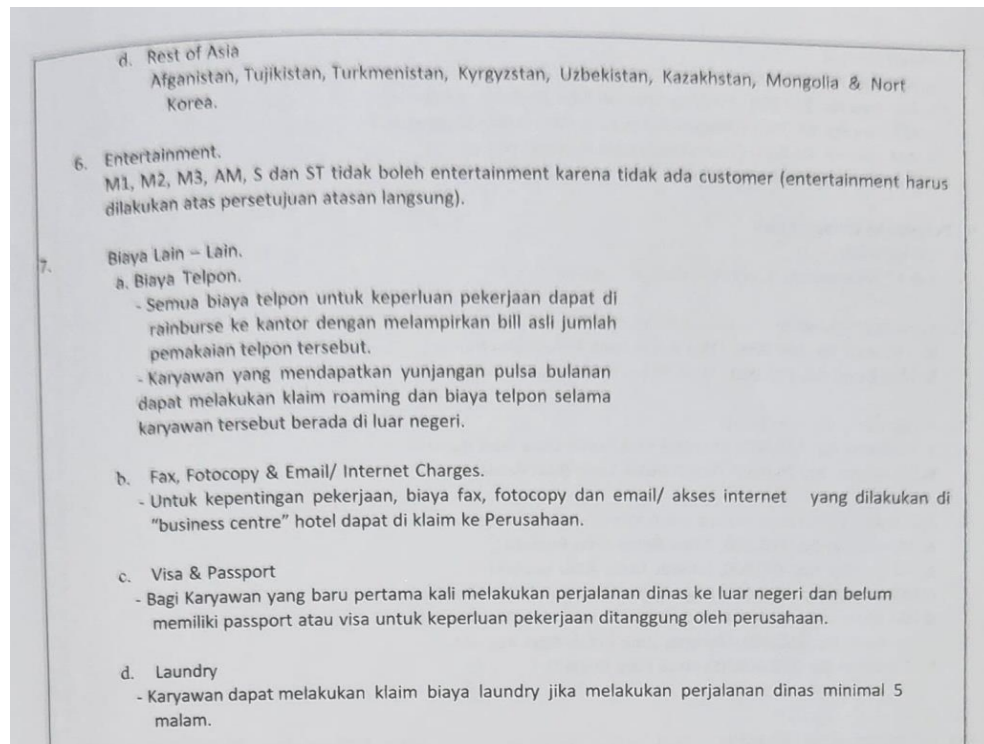 d. Rest of Asia
Afganistan, Tujikistan, Turkmenistan, Kyrgyzstan, Uzbekistan, Kazakhstan, Mongolia & Nort
Korea.
6. Entertainment.
M1, M2, M3, AM, S dan ST tidak boleh entertainment karena tidak ada customer (entertainment harus
dilakukan atas persetujuan atasan langsung).
7. Biaya Lain – Lain.
a. Biaya Telpon.
- Semua biaya telpon untuk keperluan pekerjaan dapat di
rainburse ke kantor dengan melampirkan bill asli jumlah
pemakaian telpon tersebut.
- Karyawan yang mendapatkan yunjangan pulsa bulanan
dapat melakukan klaim roaming dan biaya telpon selama
karyawan tersebut berada di luar negeri.
b. Fax, Fotocopy & Email/ Internet Charges.
- Untuk kepentingan pekerjaan, biaya fax, fotocopy dan email/ akses internet yang dilakukan di
“business centre” hotel dapat di klaim ke Perusahaan.
c. Visa & Passport
- Bagi Karyawan yang baru pertama kali melakukan perjalanan dinas ke luar negeri dan belum
memiliki passport atau visa untuk keperluan pekerjaan ditanggung oleh perusahaan.
d. Laundry
- Karyawan dapat melakukan klaim biaya laundry jika melakukan perjalanan dinas minimal 5
malam.